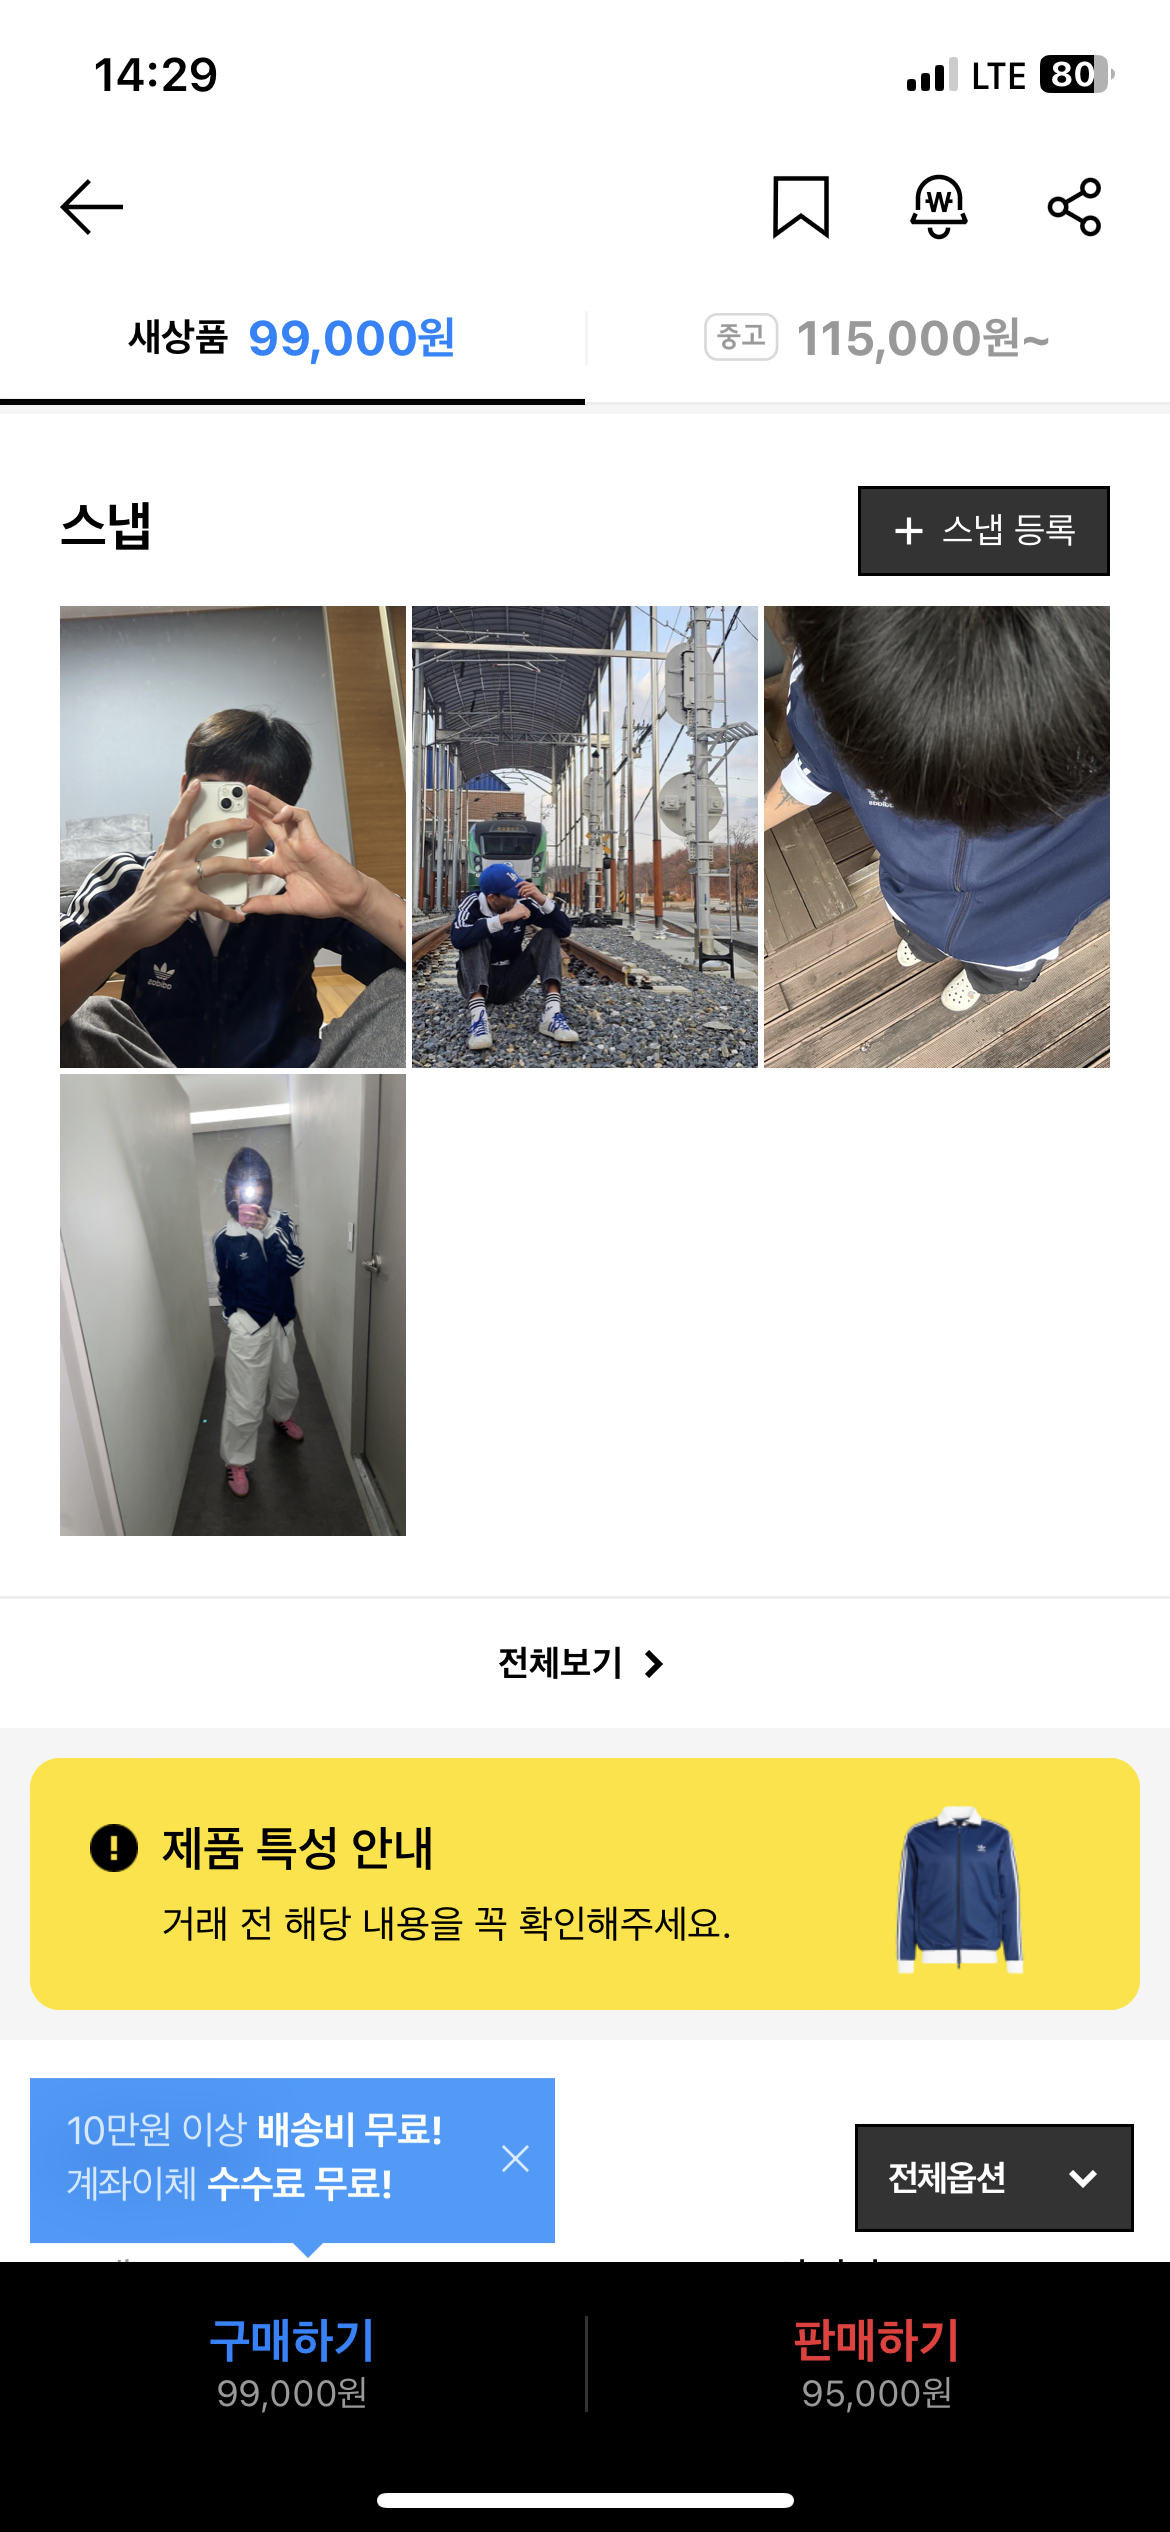 14:29
LTE 80
새상품 99,000원
중고 115,000원~
스냅
+ 스냅 등록
adidas
전체보기
제품 특성 안내
거래 전 해당 내용을 꼭 확인해주세요.
10만원 이상 배송비 무료!
계좌이체 수수료 무료!
전체옵션
구매하기
99,000원
판매하기
95,000원